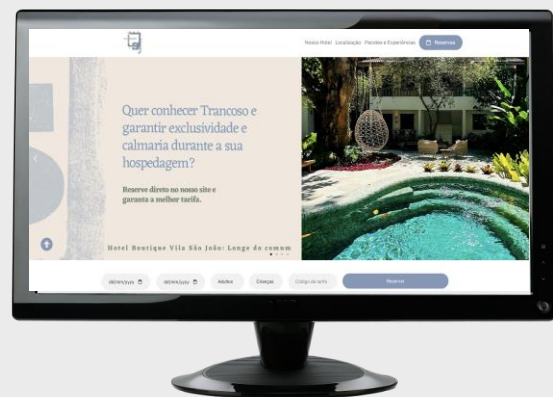 Nosso Hotel Localização Pacotes e Experiências Reservas
Quer conhecer Trancoso e
garantir exclusividade e
calmaria durante a sua
hospedagem?
Reserve direto no nosso site e
garanta a melhor tarifa.
Hotel Boutique Vila São João: Longe do comum
dd/mm/yyyy dd/mm/yyyy Adultos Crianças Código da tarifa Reservar